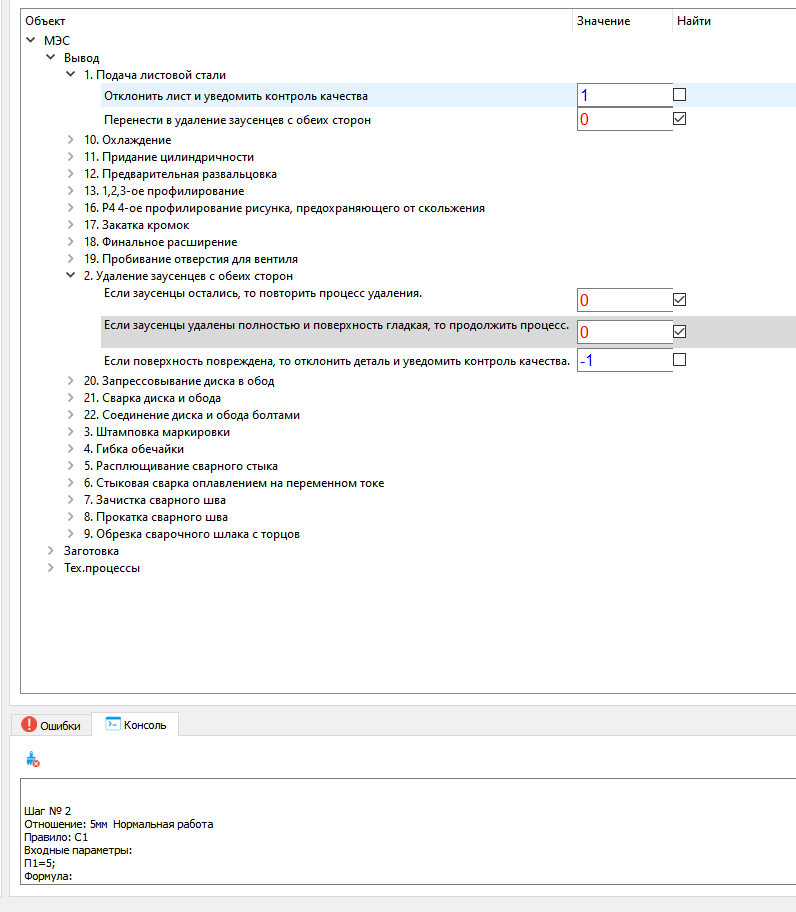 Объект Значение Найти
МЭС
Вывод
1. Подача листовой стали
Отклонить лист и уведомить контроль качества 1
Перенести в удаление заусенцев с обеих сторон 0
10. Охлаждение
11. Придание цилиндричности
12. Предварительная развальцовка
13. 1,2,3-ое профилирование
16. Р4 4-ое профилирование рисунка, предохраняющего от скольжения
17. Закатка кромок
18. Финальное расширение
19. Пробивание отверстия для вентиля
2. Удаление заусенцев с обеих сторон
Если заусенцы остались, то повторить процесс удаления. 0
Если заусенцы удалены полностью и поверхность гладкая, то продолжить процесс. 0
Если поверхность повреждена, то отклонить деталь и уведомить контроль качества. -1
20. Запрессовывание диска в обод
21. Сварка диска и обода
22. Соединение диска и обода болтами
3. Штамповка маркировки
4. Гибка обечайки
5. Расплющивание сварного стыка
6. Стыковая сварка оплавлением на переменном токе
7. Зачистка сварного шва
8. Прокатка сварного шва
9. Обрезка сварочного шлака с торцов
Заготовка
Тех.процессы
Ошибки Консоль
Шаг № 2
Отношение: 5мм Нормальная работа
Правило: С1
Входные параметры:
П1=5;
Формула: